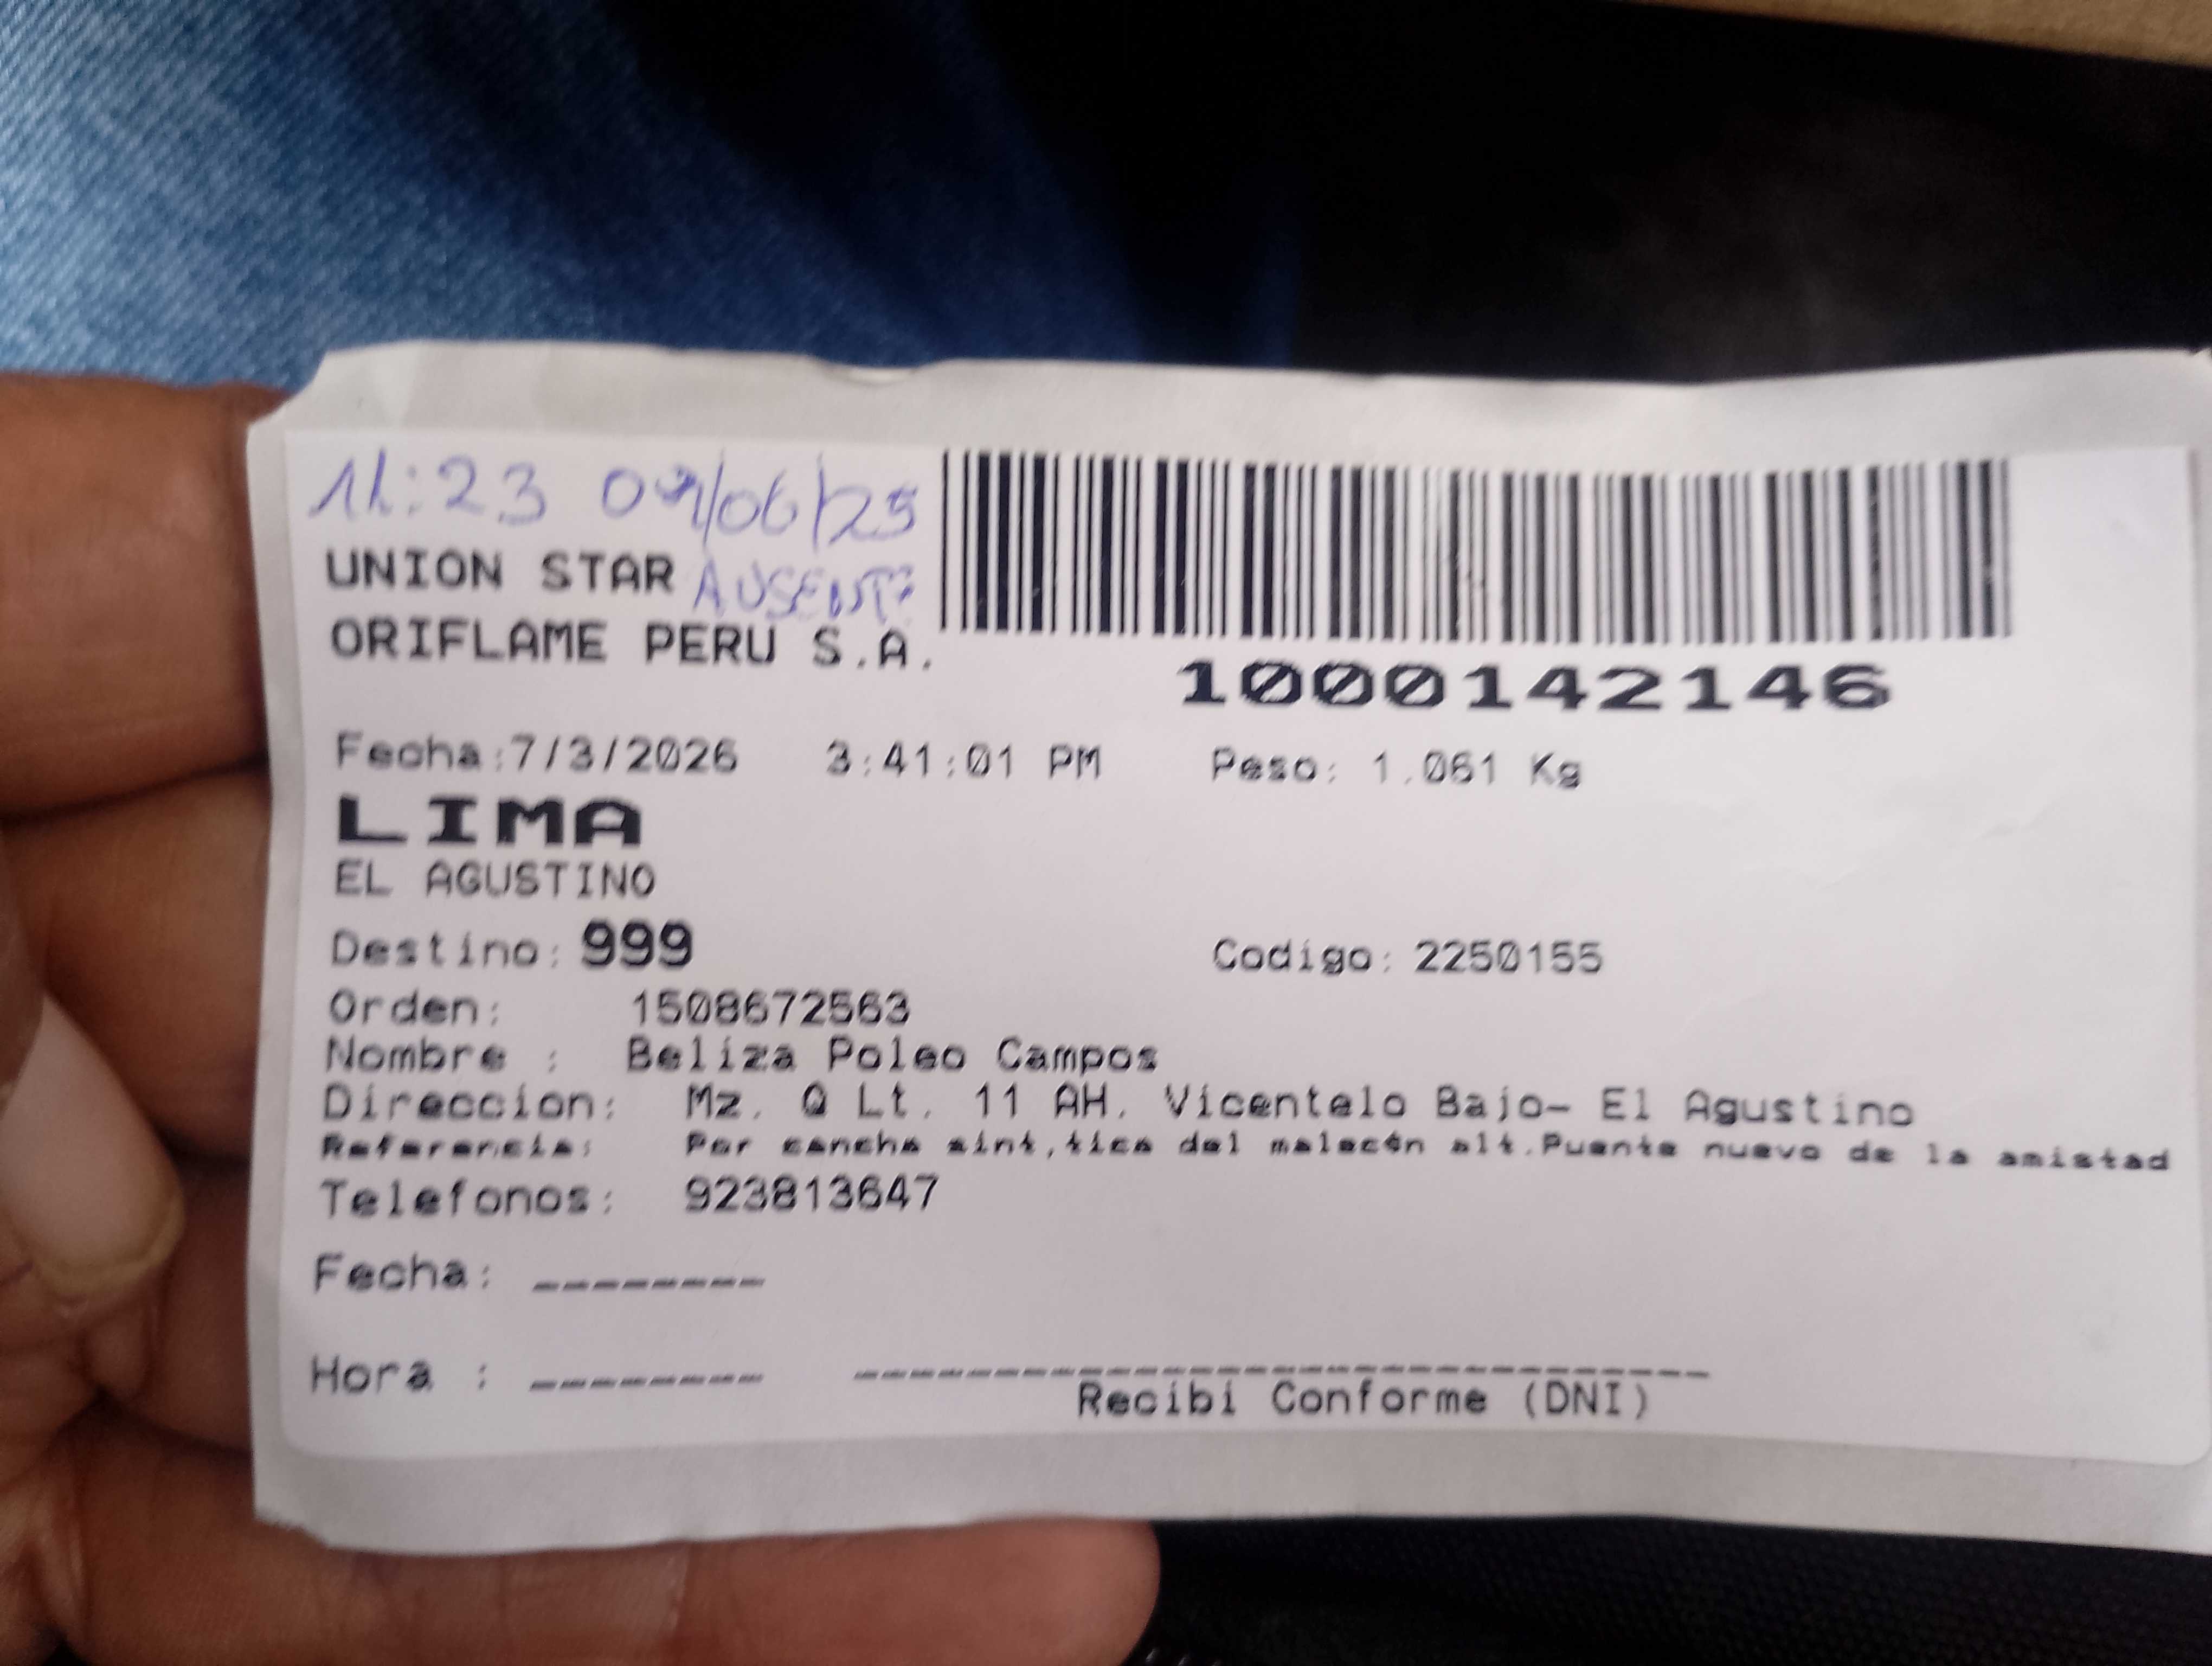 11:23 09/06/25
UNION STAR AUSENTE
ORIFLAME PERU S.A.
1000142146
Fecha:7/3/2026 3:41:01 PM Peso: 1.061 Kg
LIMA
EL AGUSTINO
Destino: 999 Codigo: 2250155
Orden: 1508672563
Nombre : Beliza Poleo Campos
Direccion: Mz. Q Lt. 11 AH. Vicentelo Bajo- El Agustino
Referencia: Por cancha sint,tica del malec¢n alt.Puente nuevo de la amistad
Telefonos: 923813647
Fecha: ________
Hora : ________
Recibi Conforme (DNI)